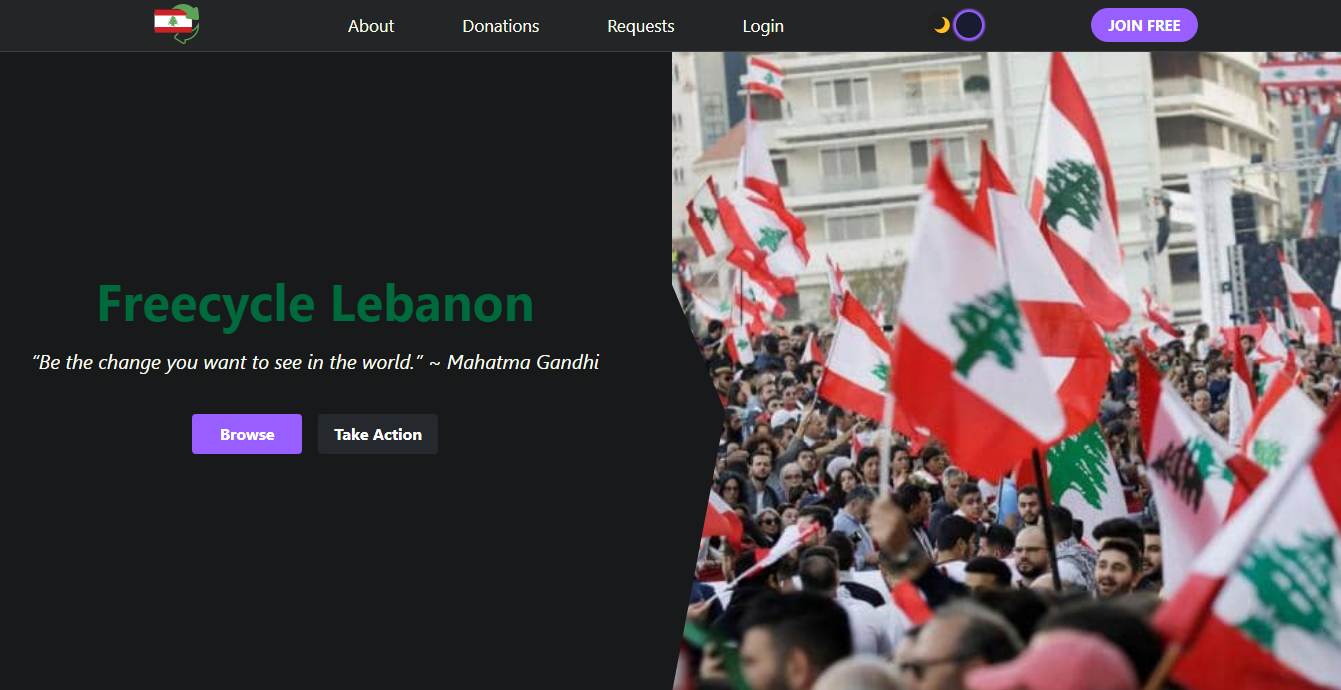 About
Donations
Requests
Login
JOIN FREE
Freecycle Lebanon
“Be the change you want to see in the world.” ~ Mahatma Gandhi
Browse
Take Action